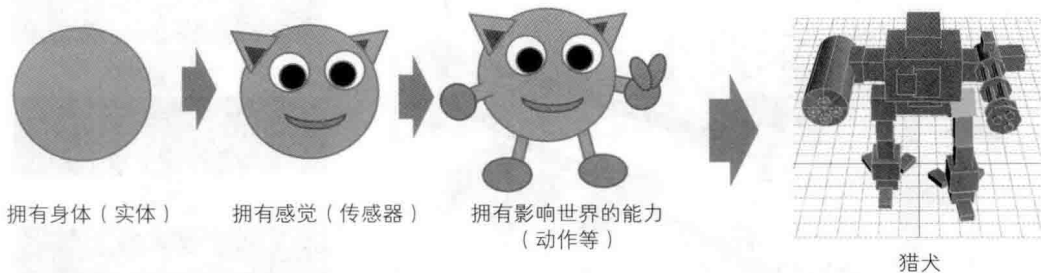 拥有身体（实体）
拥有感觉（传感器）
拥有影响世界的能力
（动作等）
猎犬